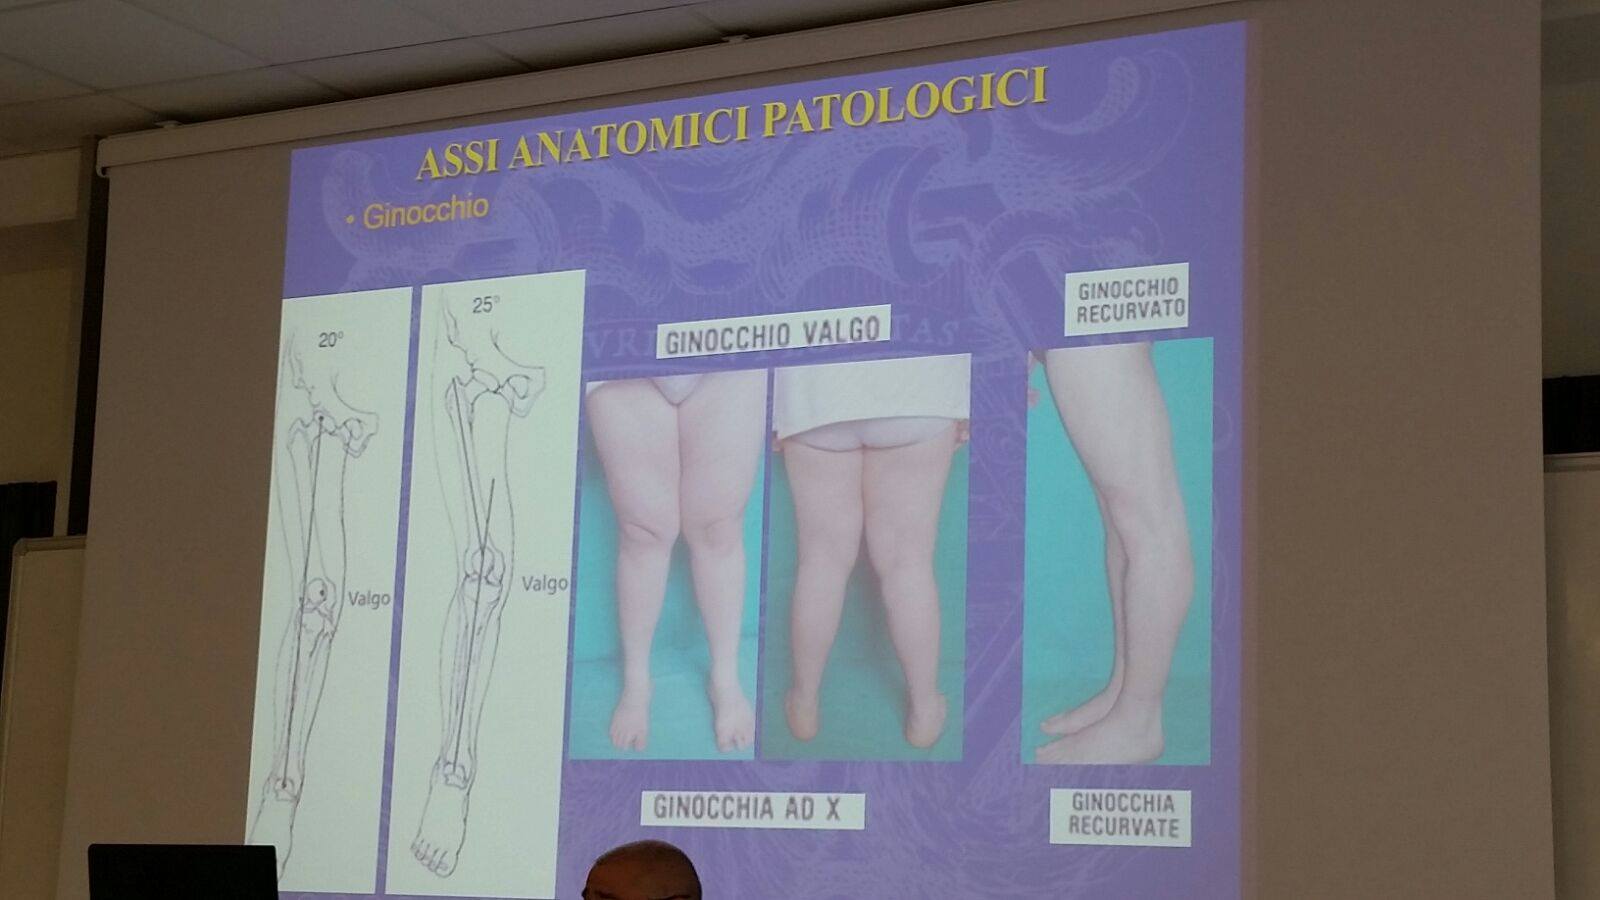 ASSI ANATOMICI PATOLOGICI
• Ginocchio
20°
Valgo
25°
Valgo
GINOCCHIO VALGO
GINOCCHIA AD X
GINOCCHIO
RECURVATO
GINOCCHIA
RECURVATE